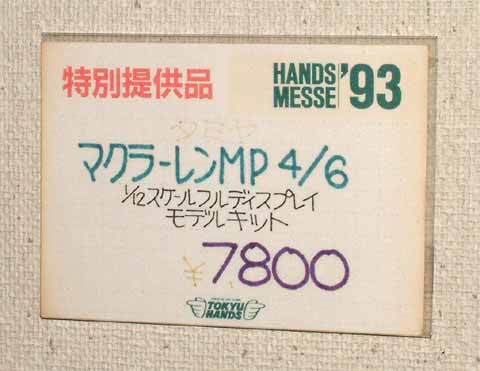 特別提供品
HANDS
MESSE '93
タミヤ
マクラーレンMP 4/6
1/12スケールフルディスプレイ
モデルキット
¥7,800
TOKYU
HANDS